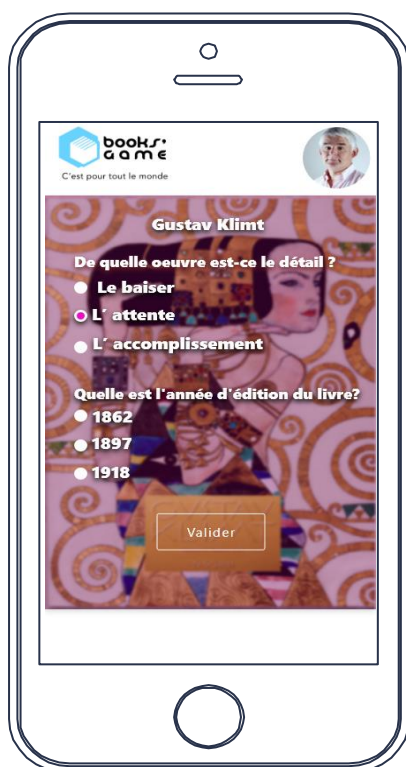 books'
game
C'est pour tout le monde
Gustav Klimt
De quelle oeuvre est-ce le détail ?
Le baiser
L´ attente
L´ accomplissement
Quelle est l'année d'édition du livre?
1862
1897
1918
Valider